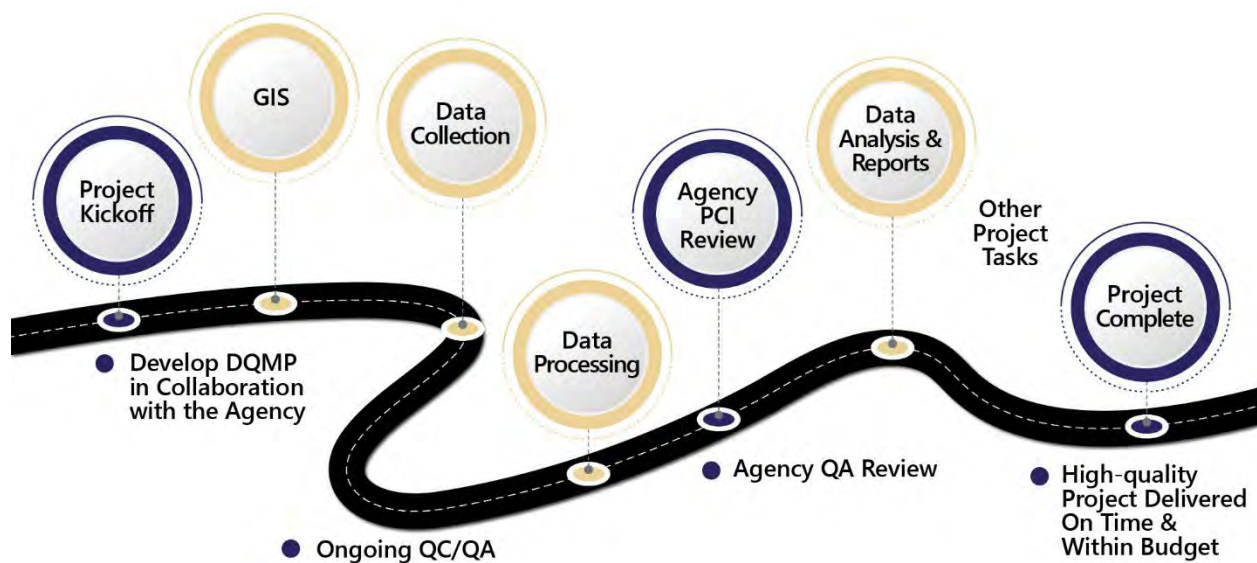 Project
Kickoff
GIS
Data
Collection
Data
Processing
Agency
PCI
Review
Data
Analysis &
Reports
Other
Project
Tasks
Project
Complete
Develop DQMP
in Collaboration
with the Agency
Ongoing QC/QA
Agency QA Review
High-quality
Project Delivered
On Time &
Within Budget